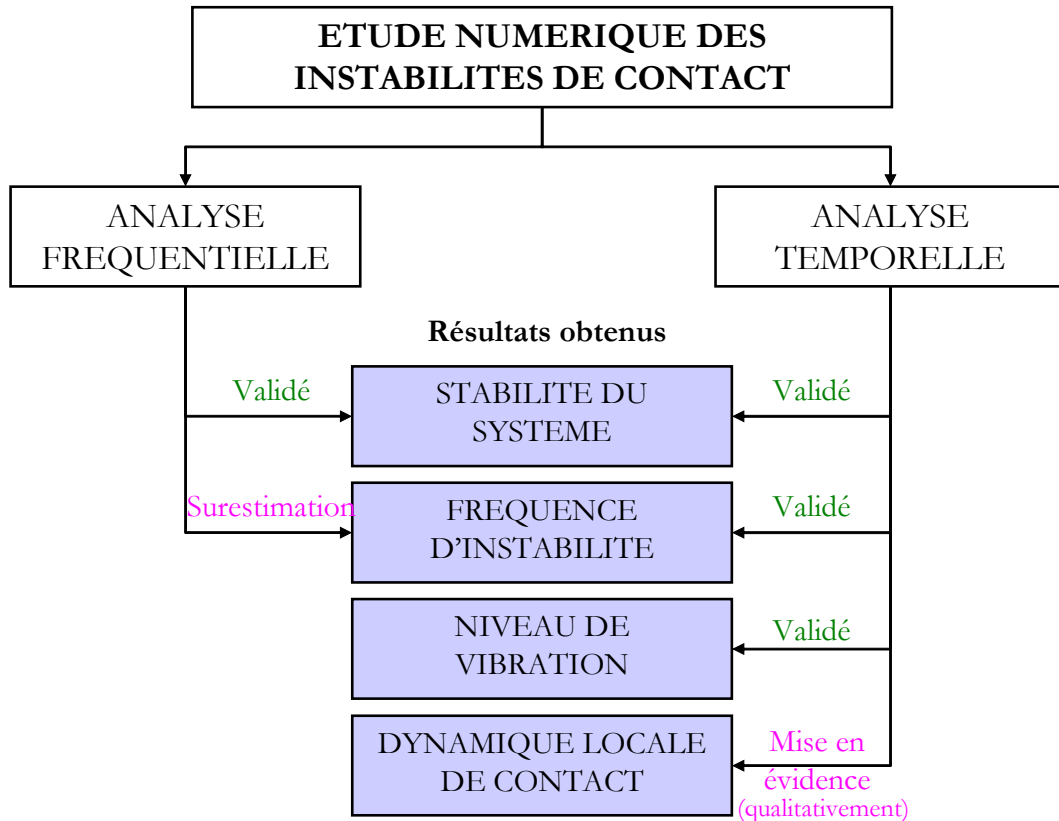 ETUDE NUMERIQUE DES
INSTABILITES DE CONTACT
ANALYSE
FREQUENTIELLE
ANALYSE
TEMPORELLE
Résultats obtenus
Validé
STABILITE DU
SYSTEME
Validé
Surestimation
FREQUENCE
D'INSTABILITE
Validé
NIVEAU DE
VIBRATION
Validé
DYNAMIQUE LOCALE
DE CONTACT
Mise en
évidence
(qualitativement)